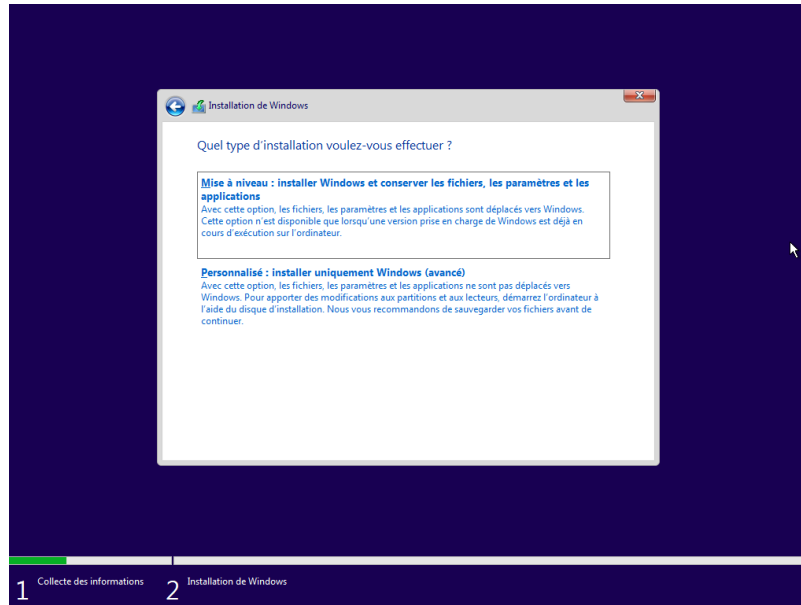 Installation de Windows
Quel type d'installation voulez-vous effectuer ?
Mise à niveau : installer Windows et conserver les fichiers, les paramètres et les
applications
Avec cette option, les fichiers, les paramètres et les applications sont déplacés vers Windows.
Cette option n'est disponible que lorsqu'une version prise en charge de Windows est déjà en
cours d'exécution sur l'ordinateur.
Personnalisé : installer uniquement Windows (avancé)
Avec cette option, les fichiers, les paramètres et les applications ne sont pas déplacés vers
Windows. Pour apporter des modifications aux partitions et aux lecteurs, démarrez l'ordinateur à
l'aide du disque d'installation. Nous vous recommandons de sauvegarder vos fichiers avant de
continuer.
1 Collecte des informations 2 Installation de Windows